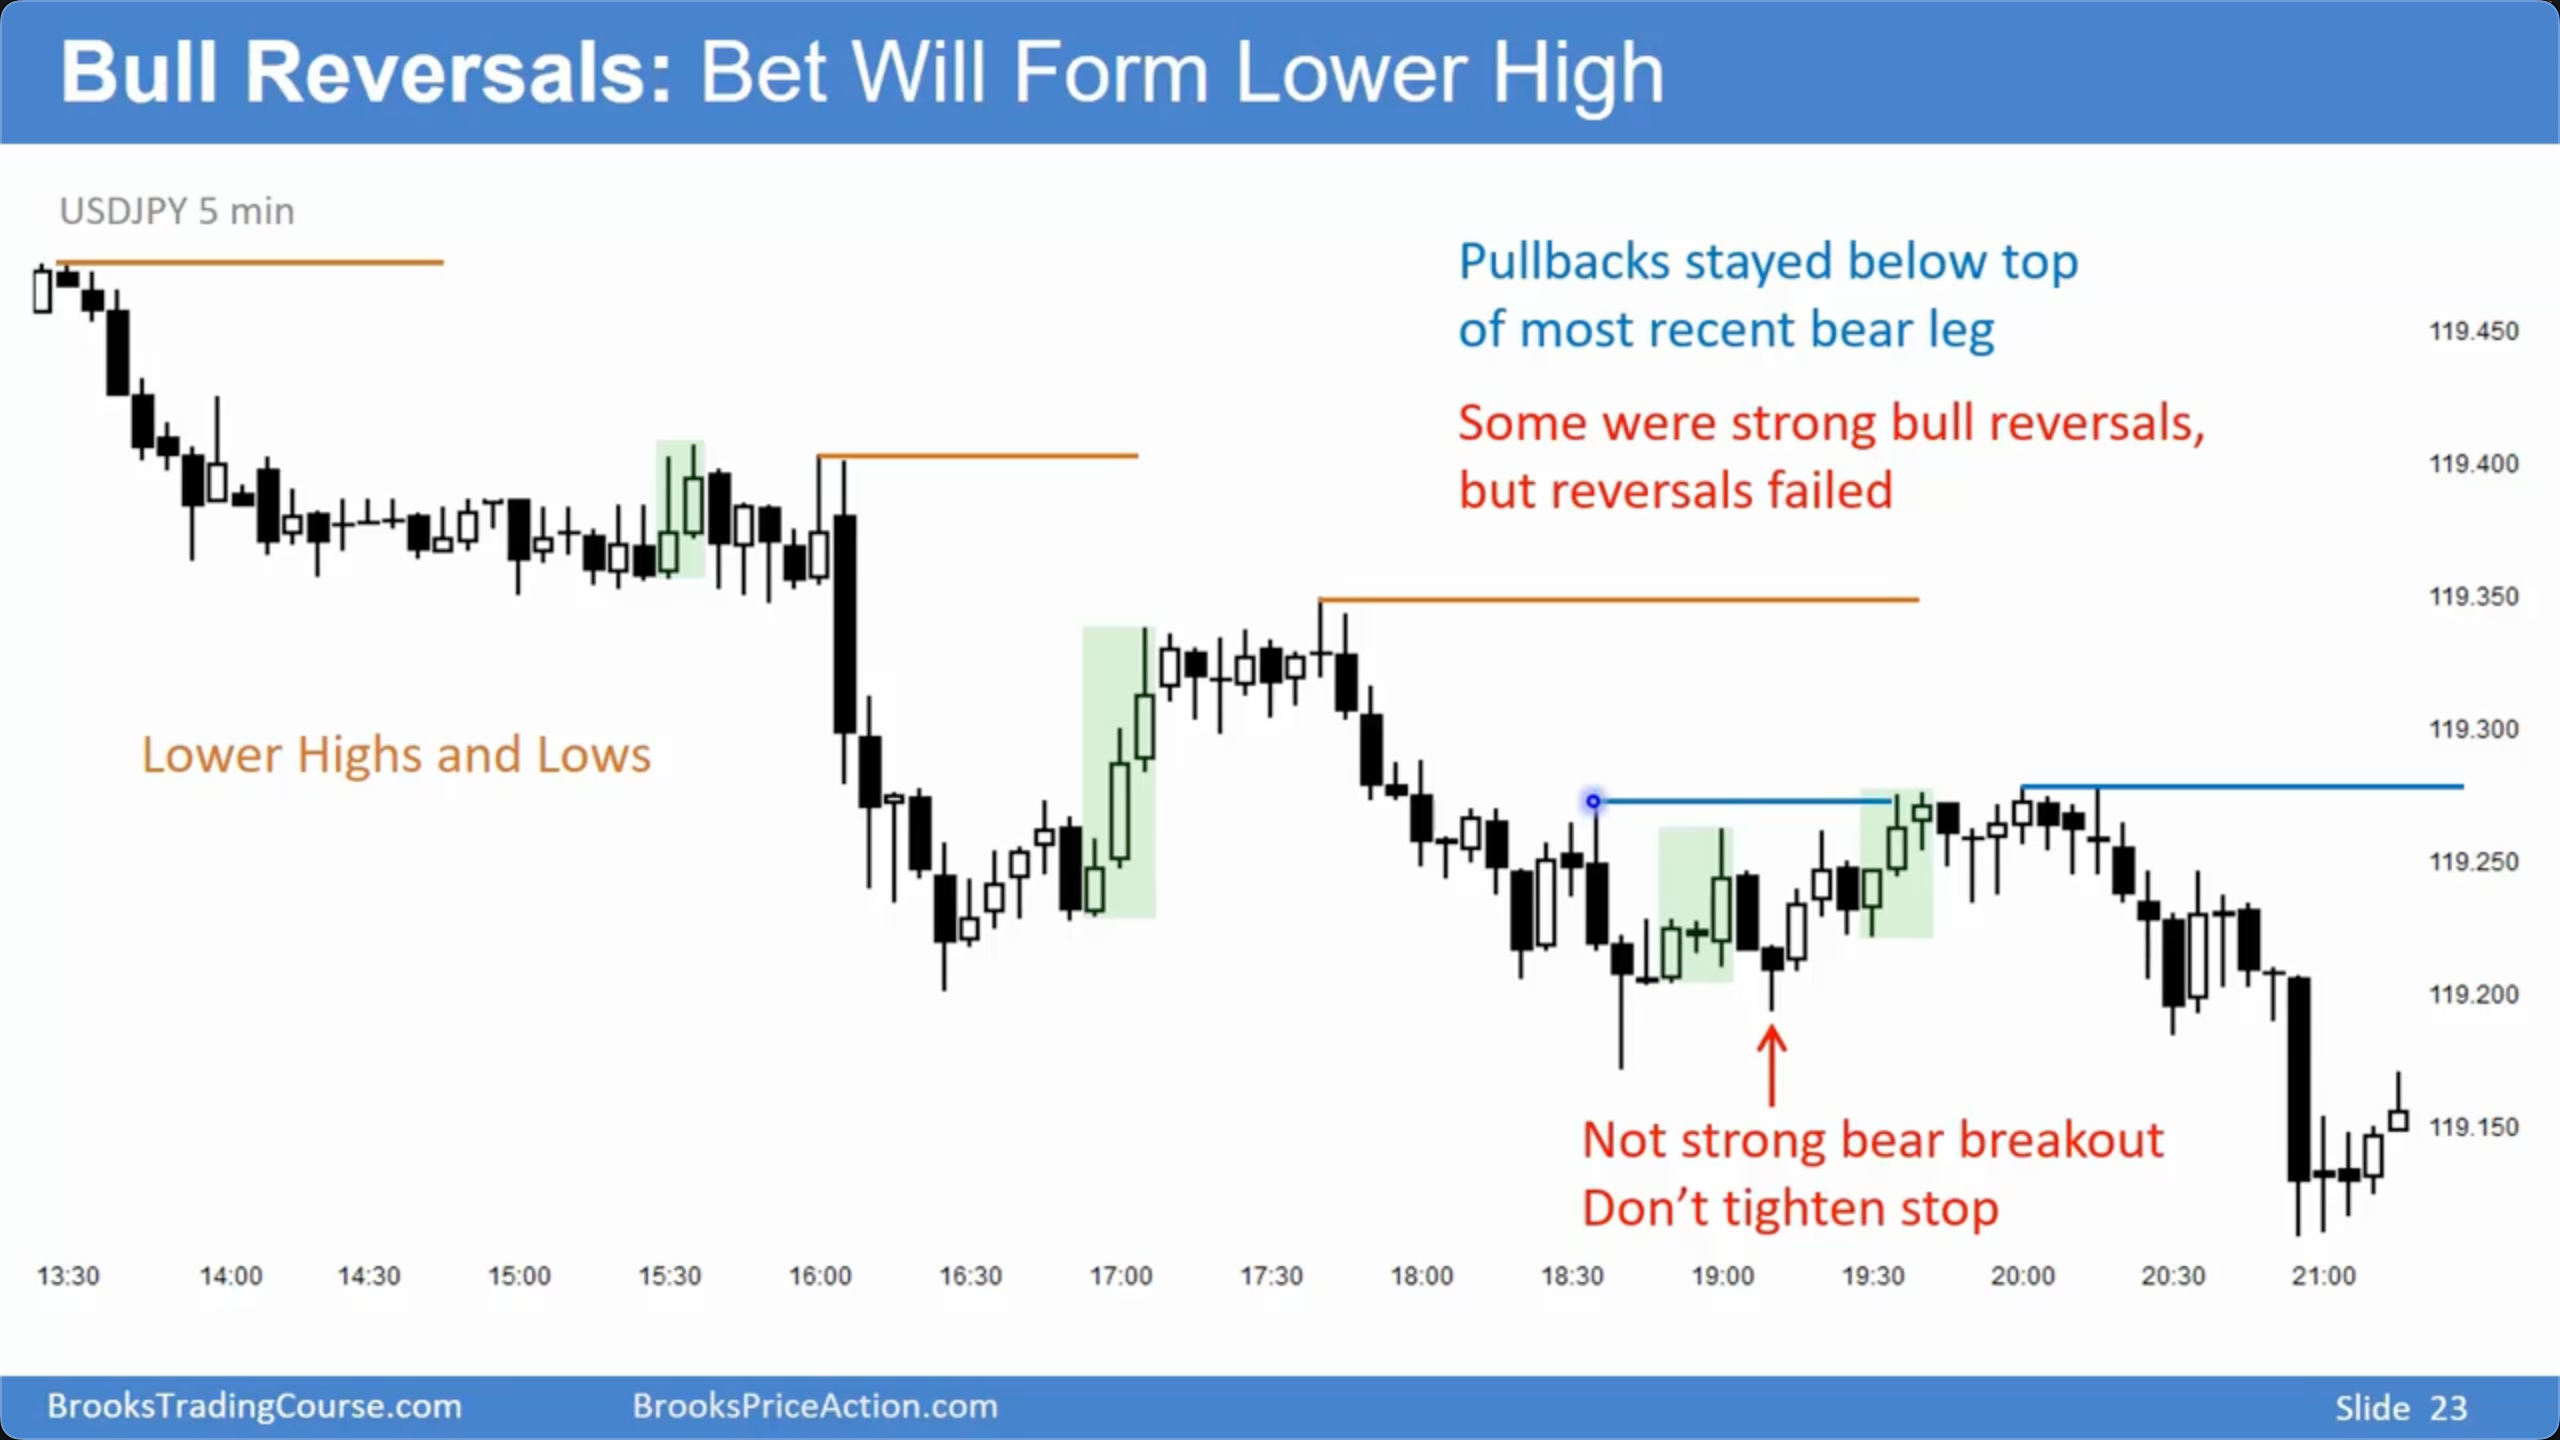 Bull Reversals: Bet Will Form Lower High
USDJPY 5 min
Pullbacks stayed below top
of most recent bear leg
Some were strong bull reversals,
but reversals failed
Lower Highs and Lows
Not strong bear breakout
Don't tighten stop
119.450
119.400
119.350
119.300
119.250
119.200
119.150
13:30 14:00 14:30 15:00 15:30 16:00 16:30 17:00 17:30 18:00 18:30 19:00 19:30 20:00 20:30 21:00
BrooksTradingCourse.com BrooksPriceAction.com Slide 23